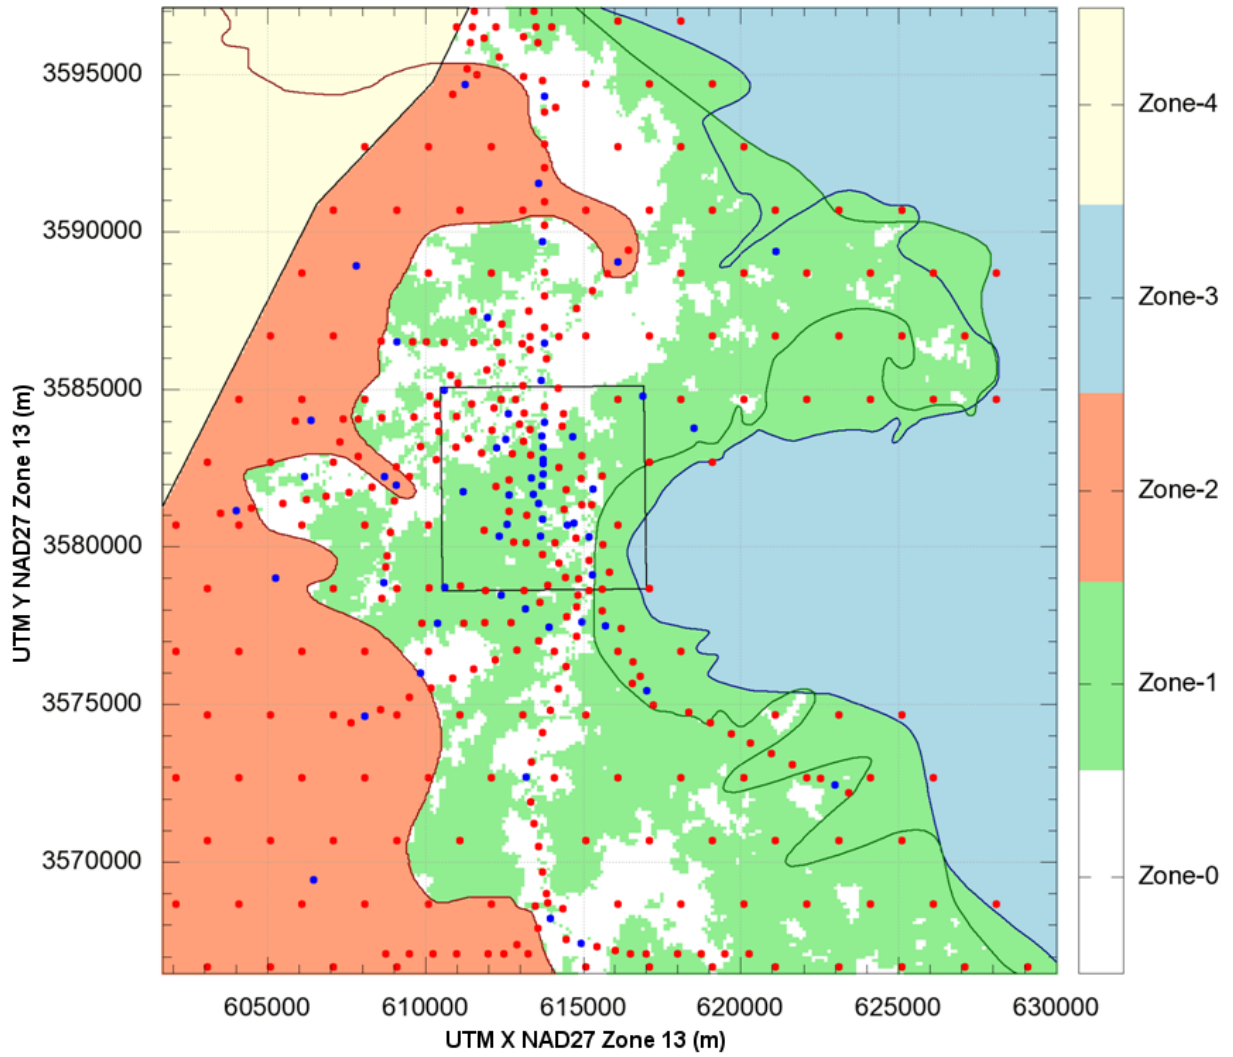 3595000
3590000
3585000
3580000
3575000
3570000
UTM Y NAD27 Zone 13 (m)
605000 610000 615000 620000 625000 630000
UTM X NAD27 Zone 13 (m)
Zone-4
Zone-3
Zone-2
Zone-1
Zone-0